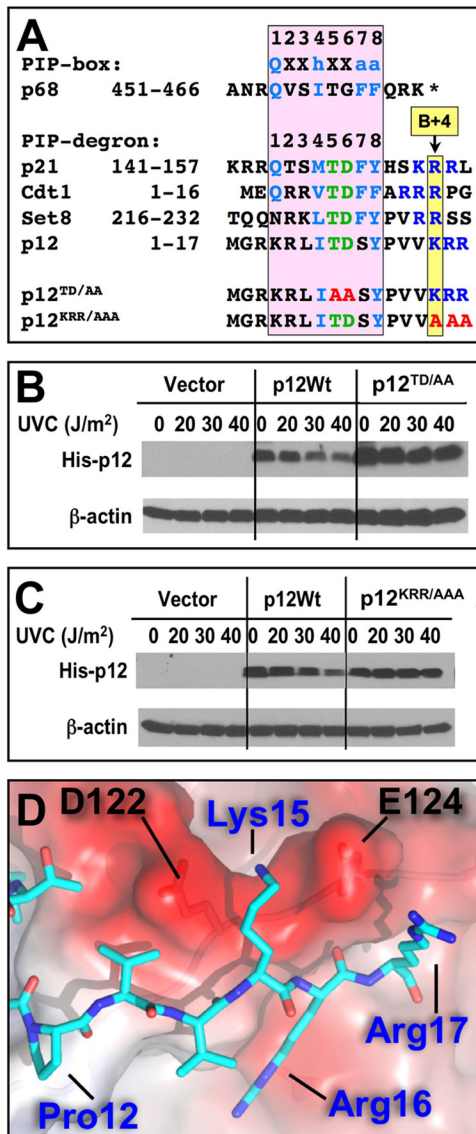 A
12345678
PIP-box: QXXhXXaa
p68 451-466 ANRQVSITGFFQRK*
B+4
PIP-degron: 12345678
p21 141-157 KRRQTSMTDFYHSKRRL
Cdt1 1-16 MEQRRVTDFYARRRPG
Set8 216-232 TQQNRKLTDFYPVRRSS
p12 1-17 MGRKRLITDSYPVVKRR
p12TD/AA MGRKRLIAASYPVVKRR
p12KRR/AAA MGRKRLITDSYPVVAAA
B
Vector p12Wt p12TD/AA
UVC (J/m2) 0 20 30 40 0 20 30 40 0 20 30 40
His-p12
β-actin
C
Vector p12Wt p12KRR/AAA
UVC (J/m2) 0 20 30 40 0 20 30 40 0 20 30 40
His-p12
β-actin
D
D122 Lys15 E124
Arg17
Pro12 Arg16